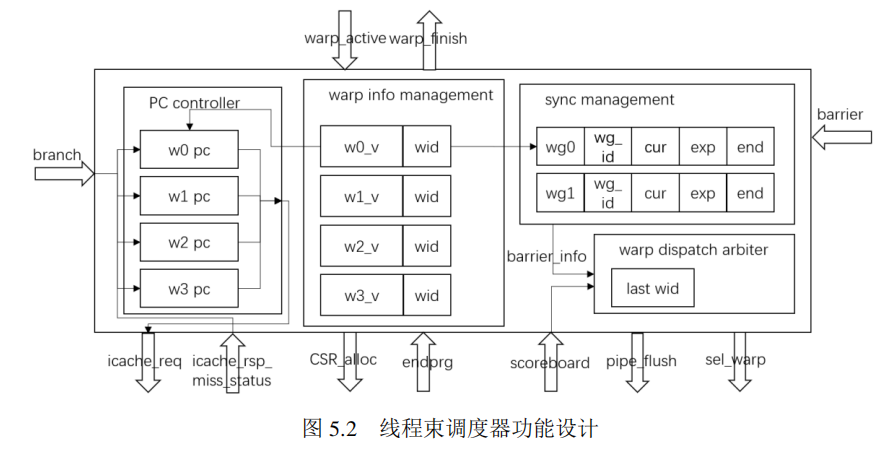 warp_active warp_finish
PC controller
warp info management
sync management
barrier
branch
w0 pc
w1 pc
w2 pc
w3 pc
w0_v wid
w1_v wid
w2_v wid
w3_v wid
wg0 wg_id cur exp end
wg1 wg_id cur exp end
barrier_info
warp dispatch arbiter
last wid
icache_req
icache_rsp_
miss_status
CSR_alloc
endprg
scoreboard
pipe_flush
sel_warp
图 5.2 线程束调度器功能设计